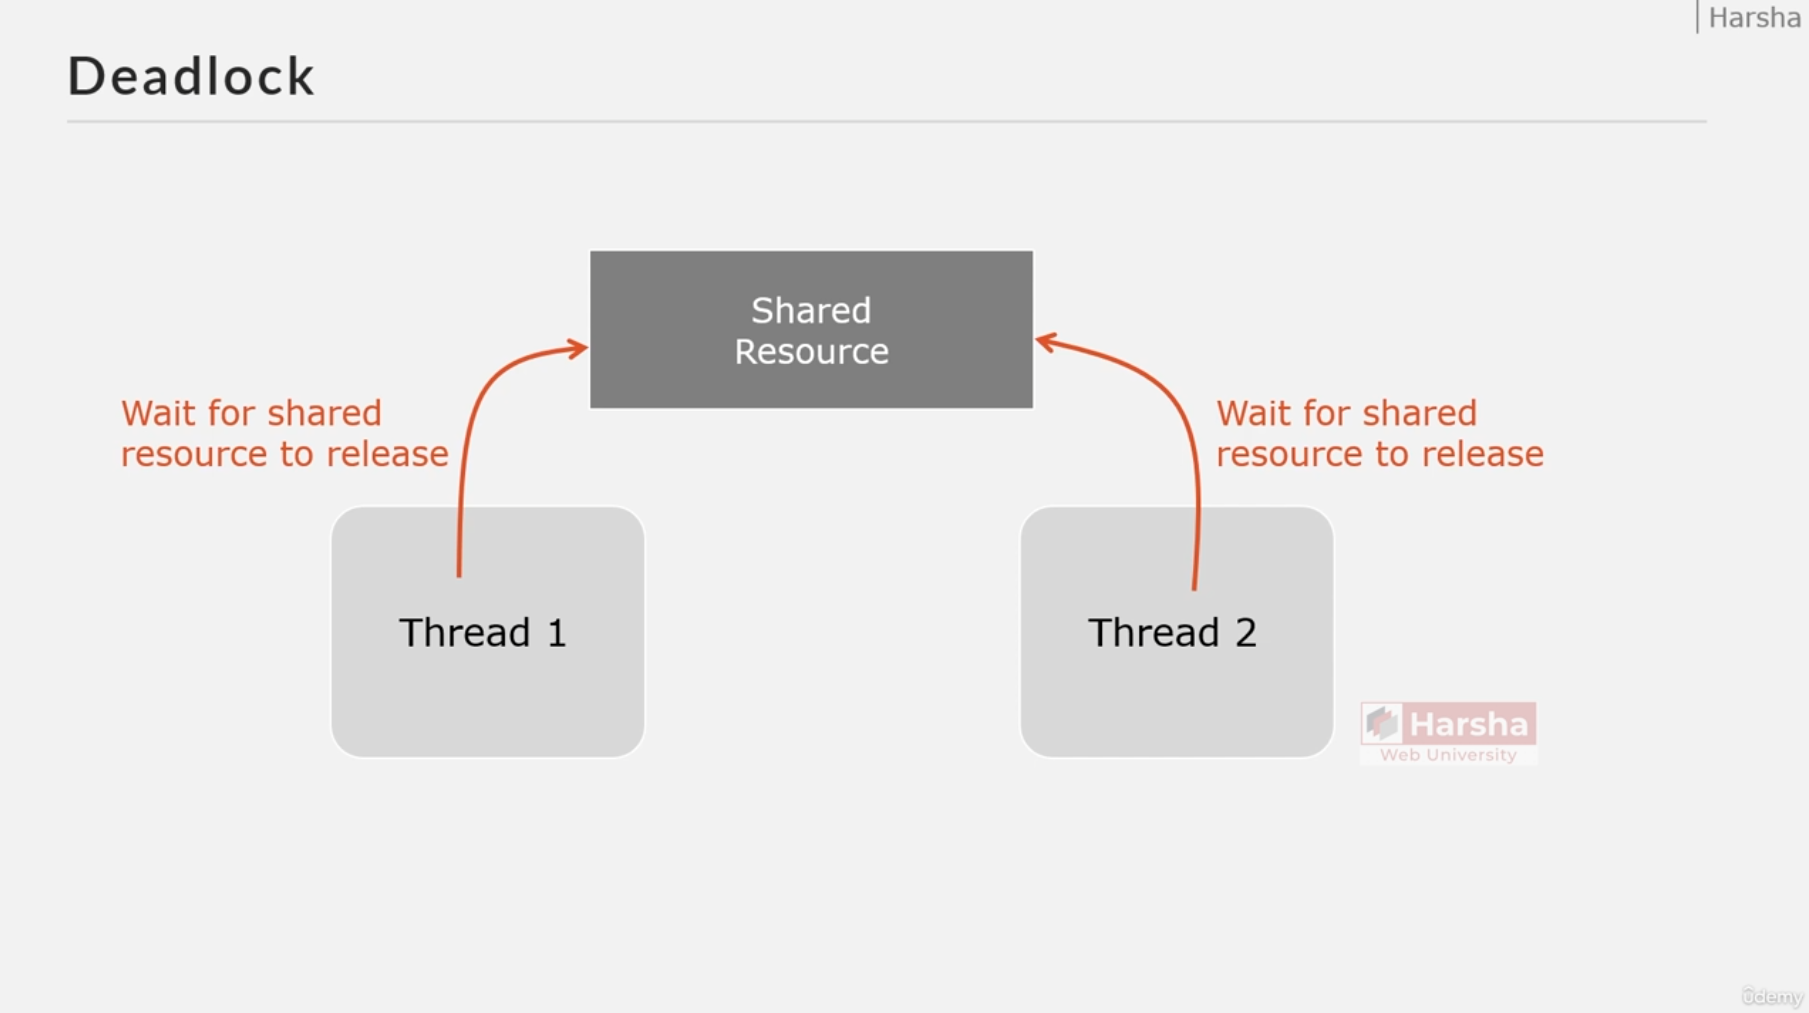 | Harsha
Deadlock
Shared
Resource
Wait for shared
resource to release
Wait for shared
resource to release
Thread 1
Thread 2
Harsha
Web University
ûdemy